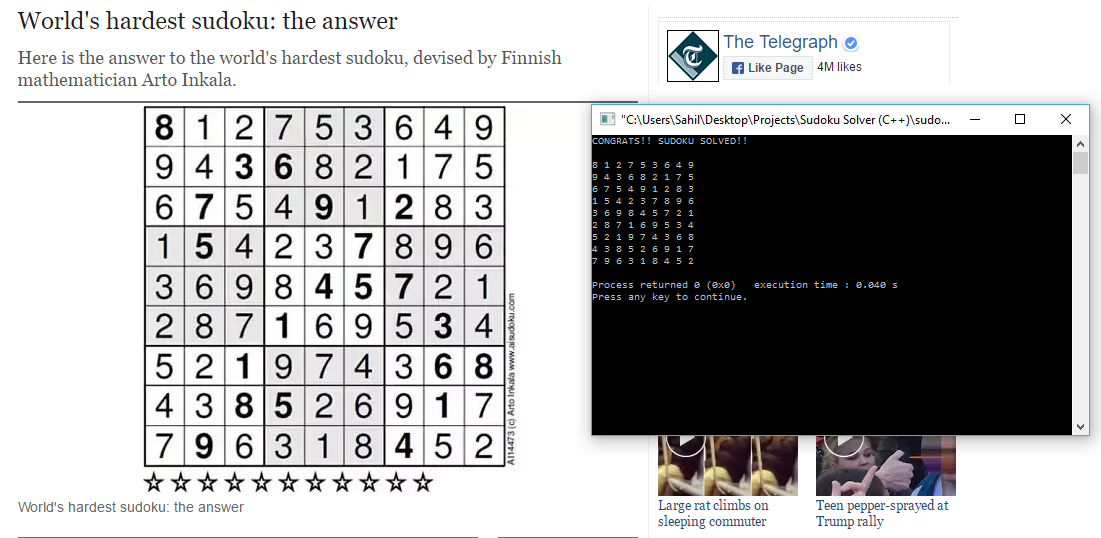 World's hardest sudoku: the answer
Here is the answer to the world's hardest sudoku, devised by Finnish
mathematician Arto Inkala.
8 1 2 7 5 3 6 4 9
9 4 3 6 8 2 1 7 5
6 7 5 4 9 1 2 8 3
1 5 4 2 3 7 8 9 6
3 6 9 8 4 5 7 2 1
2 8 7 1 6 9 5 3 4
5 2 1 9 7 4 3 6 8
4 3 8 5 2 6 9 1 7
7 9 6 3 1 8 4 5 2
AI14473 (c) Arto Inkala www.aisudoku.com
World's hardest sudoku: the answer
The Telegraph
Like Page 4M likes
"C:\Users\Sahil\Desktop\Projects\Sudoku Solver (C++)\sudo...
CONGRATS!! SUDOKU SOLVED!!
8 1 2 7 5 3 6 4 9
9 4 3 6 8 2 1 7 5
6 7 5 4 9 1 2 8 3
1 5 4 2 3 7 8 9 6
3 6 9 8 4 5 7 2 1
2 8 7 1 6 9 5 3 4
5 2 1 9 7 4 3 6 8
4 3 8 5 2 6 9 1 7
7 9 6 3 1 8 4 5 2
Process returned 0 (0x0) execution time : 0.040 s
Press any key to continue.
Large rat climbs on
sleeping commuter
Teen pepper-sprayed at
Trump rally